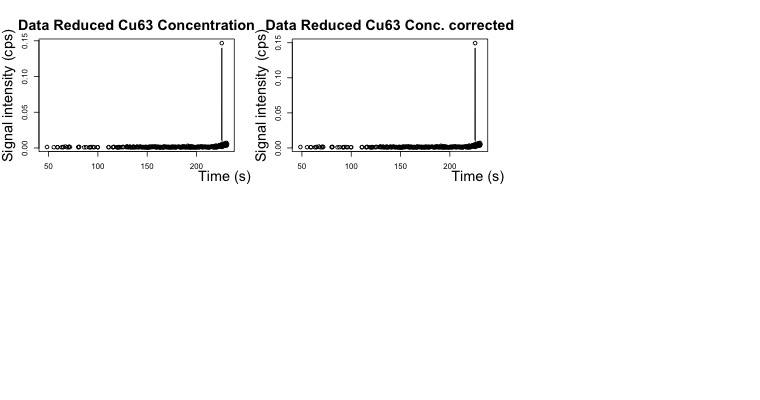 Data Reduced Cu63 Concentration
Signal intensity (cps)
0.15
0.10
0.05
0.00
50 100 150 200
Time (s)
Data Reduced Cu63 Conc. corrected
Signal intensity (cps)
0.15
0.10
0.05
0.00
50 100 150 200
Time (s)